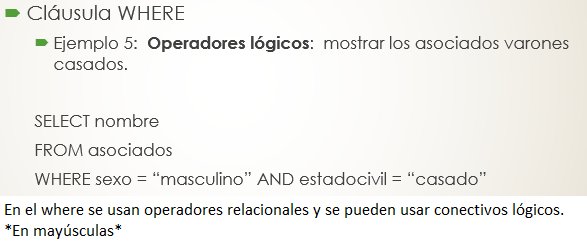 Cláusula WHERE
Ejemplo 5: Operadores lógicos: mostrar los asociados varones
casados.
SELECT nombre
FROM asociados
WHERE sexo = “masculino” AND estadocivil = “casado”
En el where se usan operadores relacionales y se pueden usar conectivos lógicos.
*En mayúsculas*